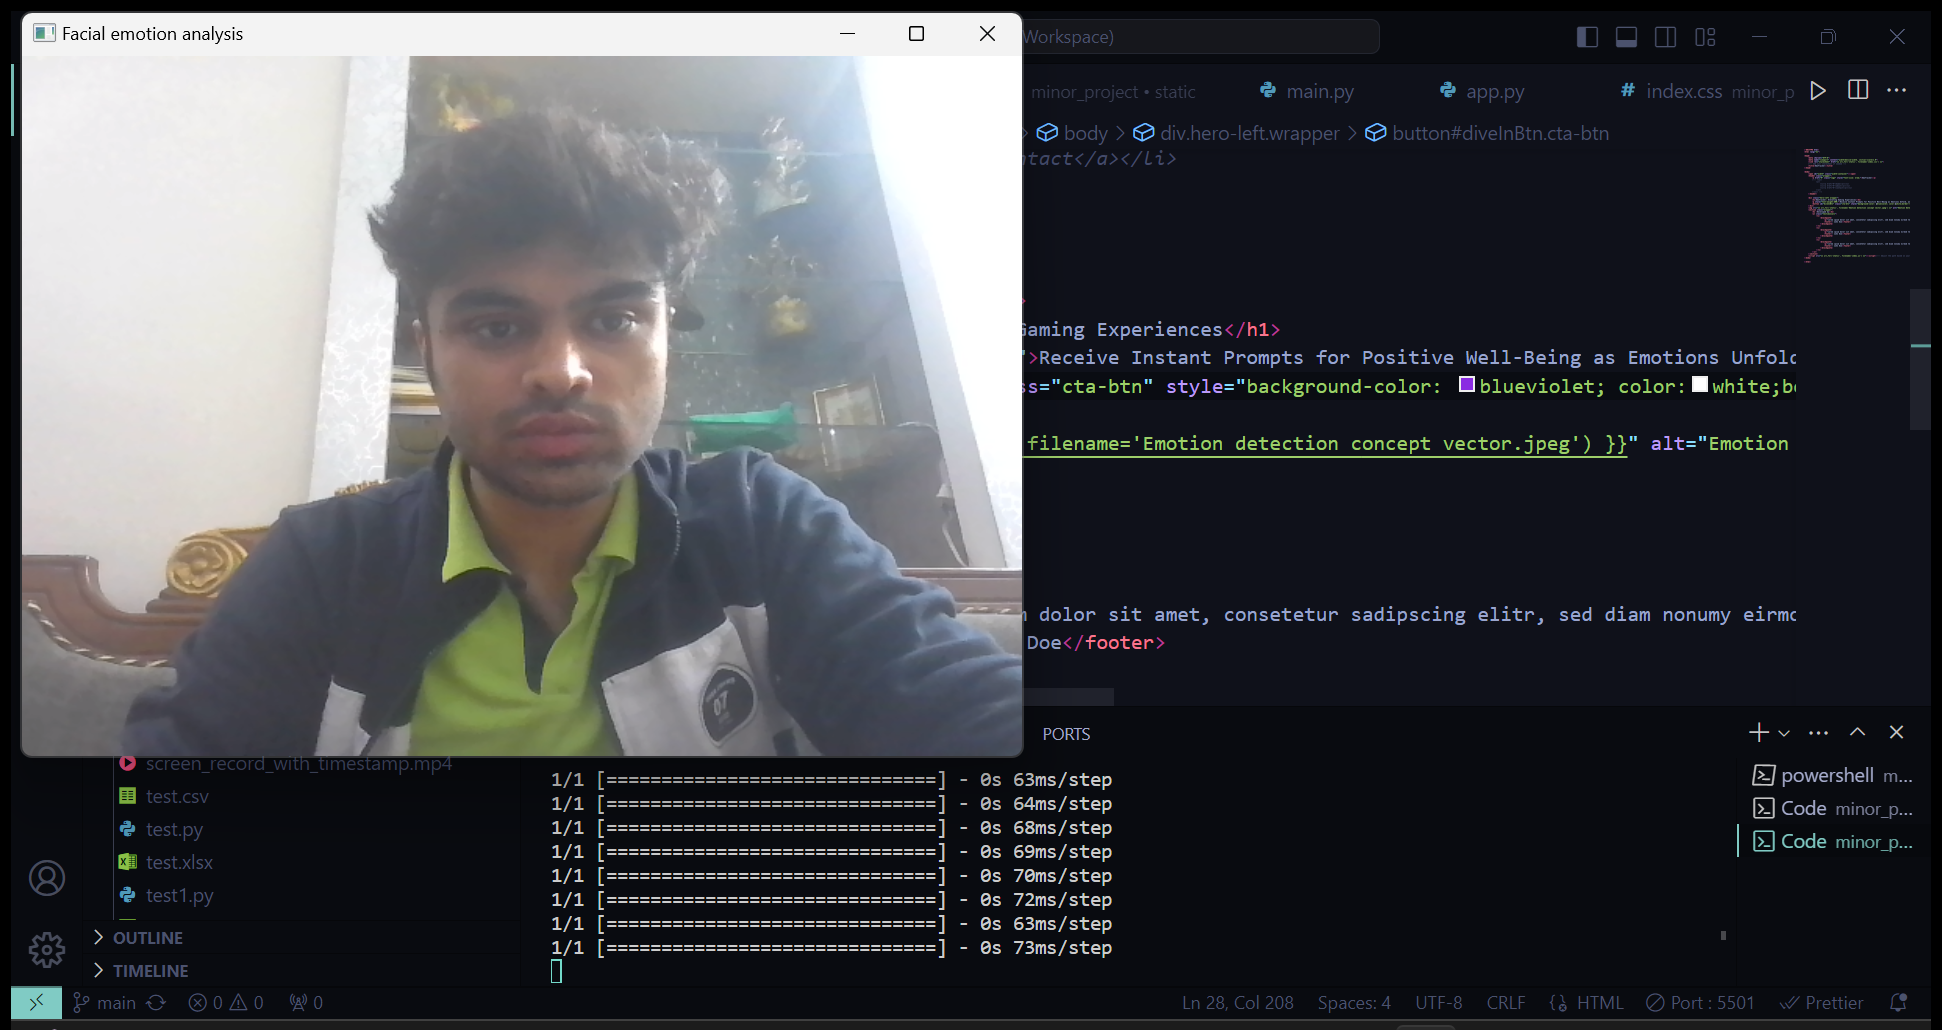 Facial emotion analysis
Workspace)
minor_project • static
main.py
app.py
# index.css minor_p
body > div.hero-left.wrapper > button#diveInBtn.cta-btn
ntact</a></li>
>
Gaming Experiences</h1>
">Receive Instant Prompts for Positive Well-Being as Emotions Unfold
ss="cta-btn" style="background-color: blueviolet; color: white;bo
filename='Emotion detection concept vector.jpeg') }}" alt="Emotion
dolor sit amet, consetetur sadipscing elitr, sed diam nonumy eirmo
Doe</footer>
07
PORTS
screen_record_with_timestamp.mp4
test.csv
test.py
test.xlsx
test1.py
OUTLINE
TIMELINE
1/1 [==============================] - 0s 63ms/step
1/1 [==============================] - 0s 64ms/step
1/1 [==============================] - 0s 68ms/step
1/1 [==============================] - 0s 69ms/step
1/1 [==============================] - 0s 70ms/step
1/1 [==============================] - 0s 72ms/step
1/1 [==============================] - 0s 63ms/step
1/1 [==============================] - 0s 73ms/step
powershell m...
Code minor_p...
Code minor_p...
main 0 0 0 Ln 28, Col 208 Spaces: 4 UTF-8 CRLF {} HTML Port : 5501 Prettier